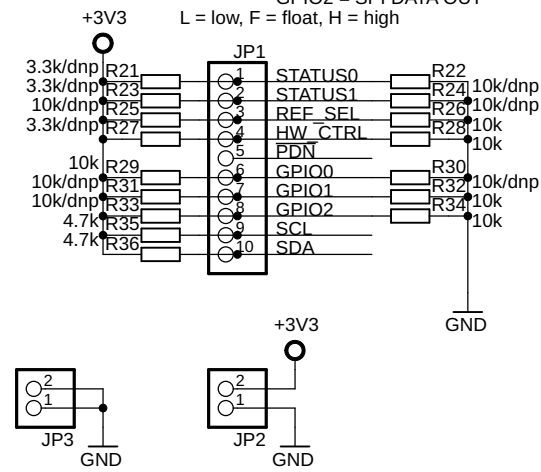 GPIO2 = SPI DATA OUT
L = low, F = float, H = high
+3V3
JP1
3.3k/dnp R21 1 STATUS0 R22 10k/dnp
3.3k/dnp R23 2 STATUS1 R24 10k/dnp
10k/dnp R25 3 REF_SEL R26 10k
3.3k/dnp R27 4 HW_CTRL R28 10k
5 PDN
10k R29 6 GPIO0 R30 10k/dnp
10k/dnp R31 7 GPIO1 R32 10k
10k/dnp R33 8 GPIO2 R34 10k
4.7k R35 9 SCL
4.7k R36 10 SDA
GND
+3V3
2
1
JP3
GND
2
1
JP2
GND